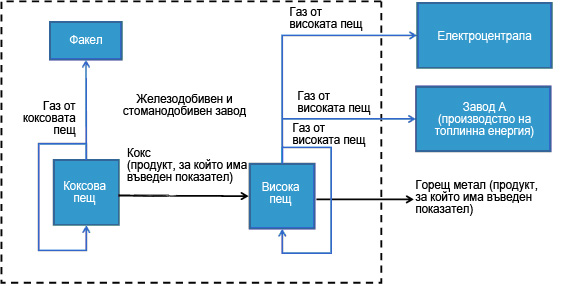 Газ от
високата пещ
Факел
Електроцентрала
Газ от
високата пещ
Газ от
коксовата
пещ
Железодобивен и
стоманодобивен завод
Завод А
(производство на
топлинна енергия)
Газ от
високата пещ
Кокс
(продукт, за който има
въведен показател)
Коксова
пещ
Висока
пещ
Горещ метал (продукт,
за който има въведен
показател)